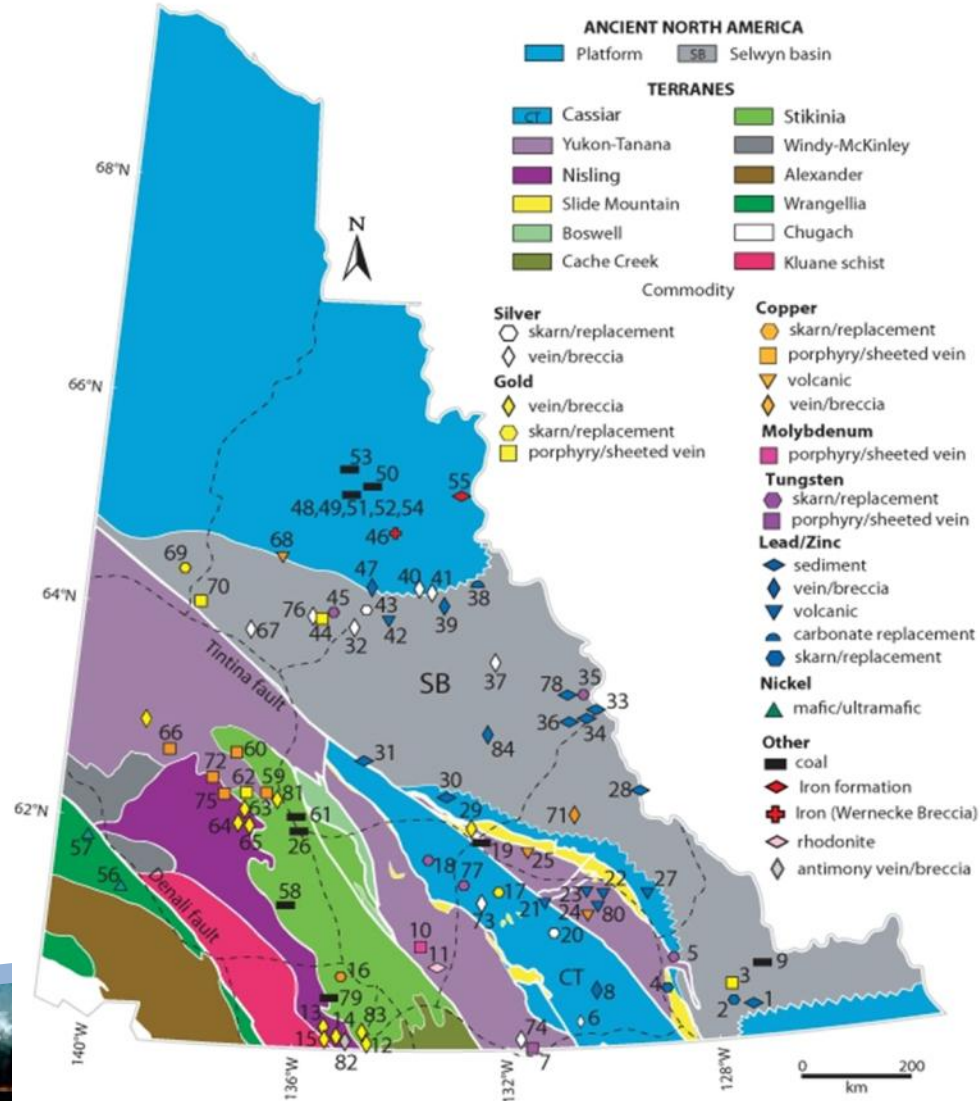 ANCIENT NORTH AMERICA
Platform
SB Selwyn basin
TERRANES
CT Cassiar
Stikinia
Yukon-Tanana
Windy-McKinley
Nisling
Alexander
Slide Mountain
Wrangellia
Boswell
Chugach
Cache Creek
Kluane schist
Commodity
Silver
skarn/replacement
vein/breccia
Gold
vein/breccia
skarn/replacement
porphyry/sheeted vein
Copper
skarn/replacement
porphyry/sheeted vein
volcanic
vein/breccia
Molybdenum
porphyry/sheeted vein
Tungsten
skarn/replacement
porphyry/sheeted vein
Lead/Zinc
sediment
vein/breccia
volcanic
carbonate replacement
skarn/replacement
Nickel
mafic/ultramafic
Other
coal
Iron formation
Iron (Wernecke Breccia)
rhodonite
antimony vein/breccia
68°N
N
66°N
53
50
55
48,49,51,52,54
46
68
69
47
40
41
64°N
70
76
45
43
38
44
42
39
67
32
Tintina fault
SB
37
78
35
33
36
34
84
66
60
31
72
62
59
30
28
75
81
62°N
63
29
71
64
61
65
26
19
25
57
18
77
22
27
56
17
23
Denali fault
58
73
21
24
80
10
20
11
5
16
CT
9
3
79
8
4
2
1
13
14
83
6
74
15
12
82
7
140°W
136°W
132°W
128°W
0
200
km